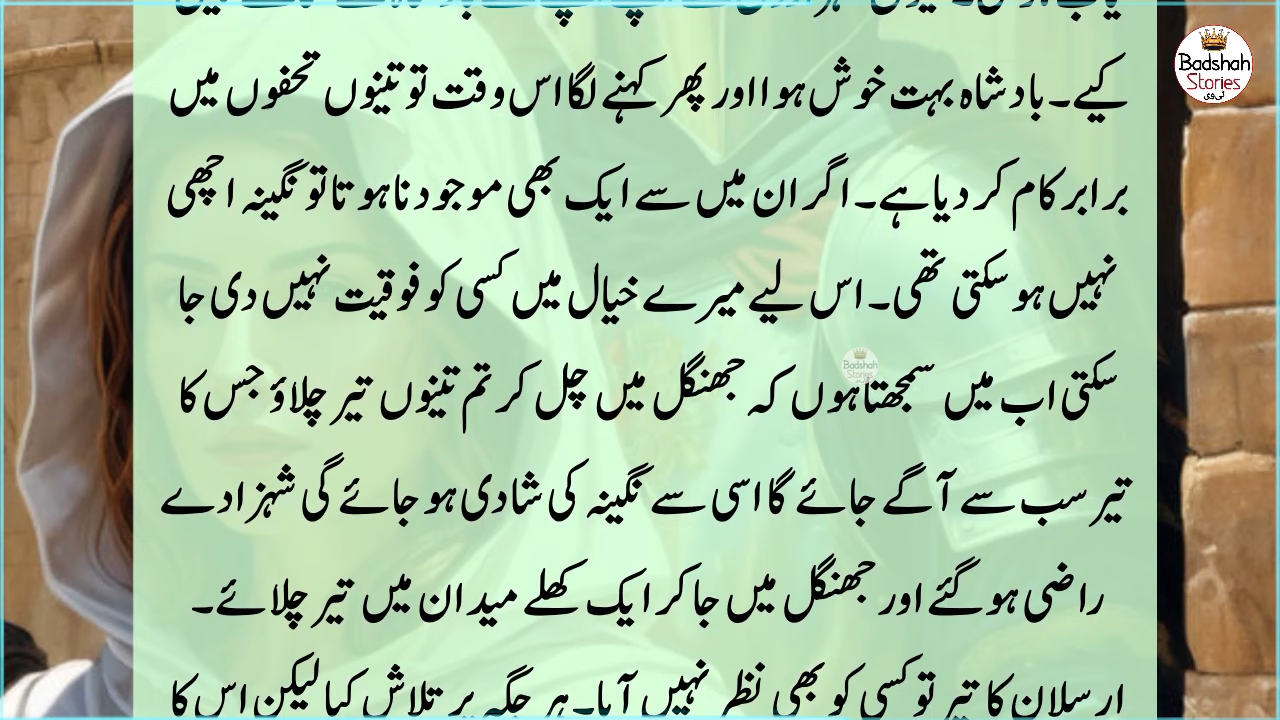 کیے۔بادشاہ بہت خوش ہوا اور پھر کہنے لگا اس وقت تو تینوں تحفوں میں
برابر کام کر دیا ہے۔ اگر ان میں سے ایک بھی موجود نا ہوتا تو نگینہ اچھی
نہیں ہو سکتی تھی۔ اس لیے میرے خیال میں کسی کو فوقیت نہیں دی جا
سکتی اب میں سمجھتا ہوں کہ جھنگل میں چل کر تم تینوں تیر چلاؤ جس کا
تیر سب سے آگے جائے گا اسی سے نگینہ کی شادی ہو جائے گی شہزادے
راضی ہو گئے اور جھنگل میں جا کر ایک کھلے میدان میں تیر چلائے۔
ارسلان کا تیر تو کسی کو بھی نظر نہیں آیا۔ ہر جگہ پر تلاش کیا لیکن اس کا
Badshah
Stories
ٹی وی
Badshah
Stories